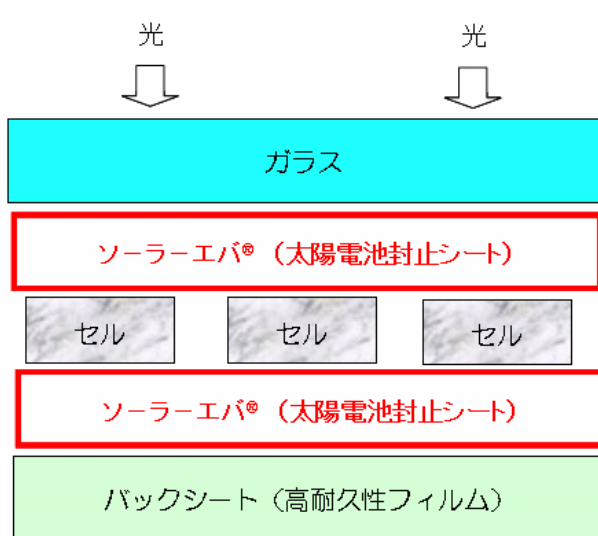 光 光
ガラス
ソーラーエバ®（太陽電池封止シート）
セル セル セル
ソーラーエバ®（太陽電池封止シート）
バックシート（高耐久性フィルム）